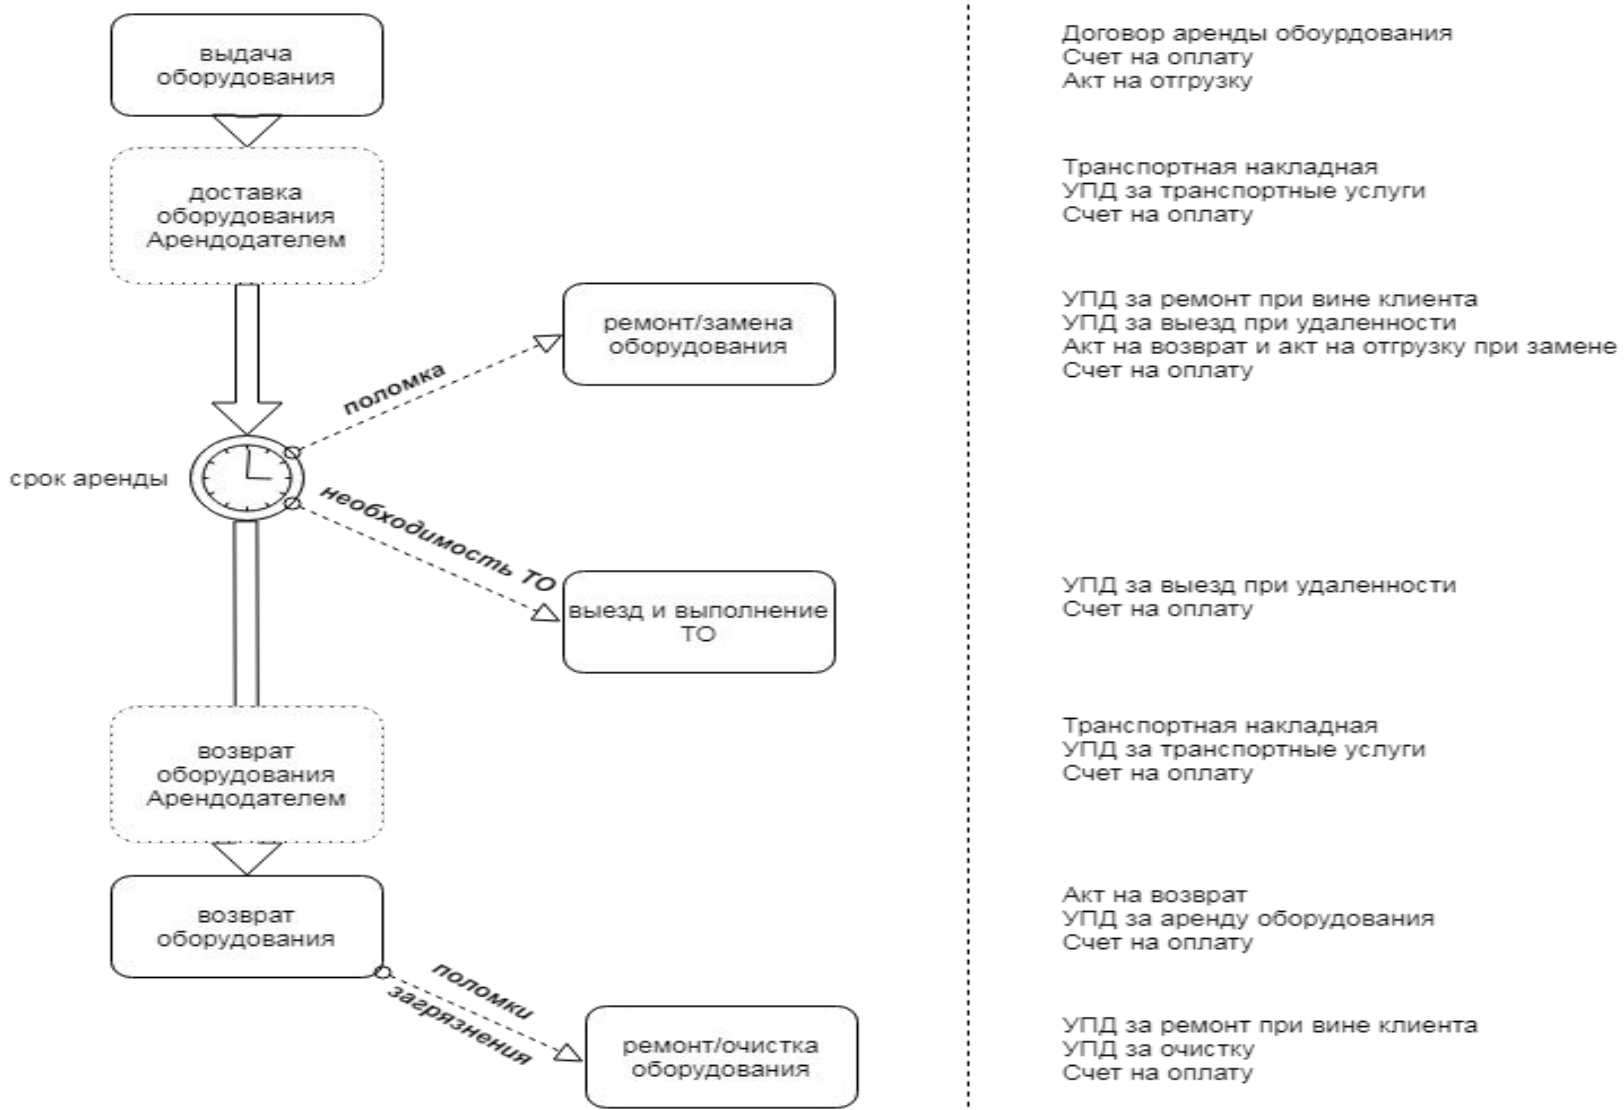 выдача
оборудования
Договор аренды обоурдования
Счет на оплату
Акт на отгрузку
доставка
оборудования
Арендодателем
Транспортная накладная
УПД за транспортные услуги
Счет на оплату
ремонт/замена
оборудования
УПД за ремонт при вине клиента
УПД за выезд при удаленности
Акт на возврат и акт на отгрузку при замене
Счет на оплату
поломка
срок аренды
необходимость ТО
выезд и выполнение
ТО
УПД за выезд при удаленности
Счет на оплату
возврат
оборудования
Арендодателем
Транспортная накладная
УПД за транспортные услуги
Счет на оплату
возврат
оборудования
Акт на возврат
УПД за аренду оборудования
Счет на оплату
поломки
загрязнения
ремонт/очистка
оборудования
УПД за ремонт при вине клиента
УПД за очистку
Счет на оплату